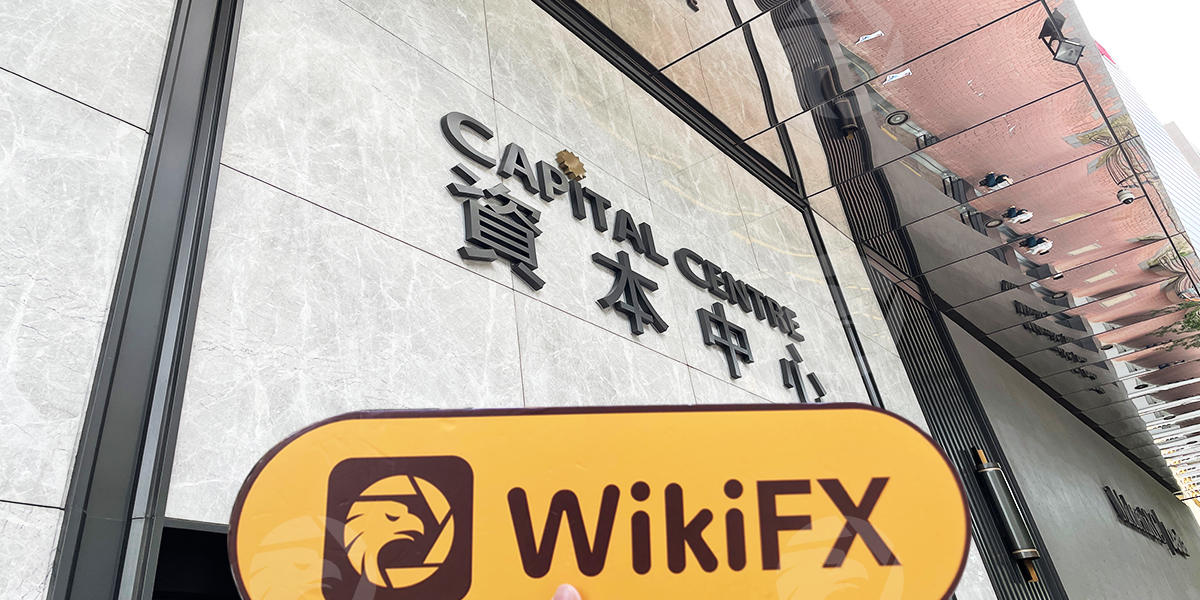 CAPITAL CENTRE
資本中心
WikiFX